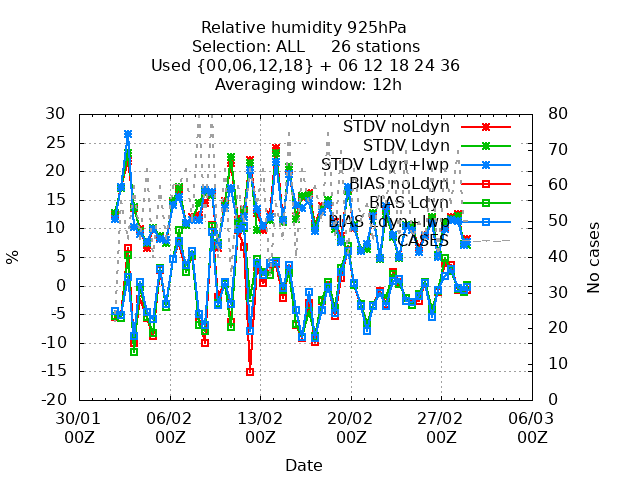 Relative humidity 925hPa
Selection: ALL 26 stations
Used {00,06,12,18} + 06 12 18 24 36
Averaging window: 12h
30 80
25 70
20 60
15 50
10 40
5 30
0 20
-5 10
-10 0
-15
-20
STDV noLdyn
STDV Ldyn
STDV Ldyn+lwp
BIAS noLdyn
BIAS Ldyn
BIAS Ldyn+lwp
CASES
%
No cases
30/01 06/02 13/02 20/02 27/02 06/03
00Z 00Z 00Z 00Z 00Z 00Z
Date